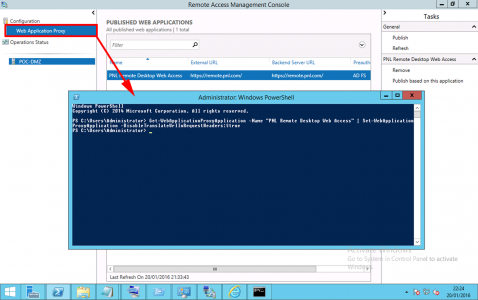 Remote Access Management Console
Configuration
Web Application Proxy
Operations Status
POC-DMZ
PUBLISHED WEB APPLICATIONS
All published web applications | 1 total
Filter
Name External URL Backend Server URL Preauth
PNL Remote Desktop Web Access https://remote.pnl.com/ https://remote.pnl.com/ AD FS
Tasks
General
Publish
Refresh
PNL Remote Desktop Web Access
Remove
Publish based on this application
Administrator: Windows PowerShell
Windows PowerShell
Copyright (C) 2014 Microsoft Corporation. All rights reserved.
PS C:\Users\Administrator> Get-WebApplicationProxyApplication -Name "PNL Remote Desktop Web Access" | Set-WebApplication
ProxyApplication -DisableTranslateUrlInRequestHeaders:$true
PS C:\Users\Administrator> _
Activate Windows
Go to System in Control Panel to activate
Windows.
Last Refresh On 20/01/2016 21:33:43
22:24
20/01/2016